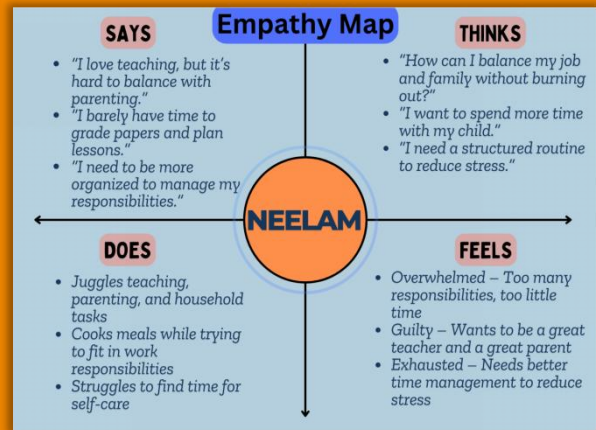 Empathy Map
SAYS
• "I love teaching, but it's
hard to balance with
parenting."
• "I barely have time to
grade papers and plan
lessons."
• "I need to be more
organized to manage my
responsibilities."
THINKS
• "How can I balance my job
and family without burning
out?"
• "I want to spend more time
with my child."
• "I need a structured routine
to reduce stress."
NEELAM
DOES
• Juggles teaching,
parenting, and household
tasks
• Cooks meals while trying
to fit in work
responsibilities
• Struggles to find time for
self-care
FEELS
• Overwhelmed – Too many
responsibilities, too little
time
• Guilty – Wants to be a great
teacher and a great parent
• Exhausted – Needs better
time management to reduce
stress